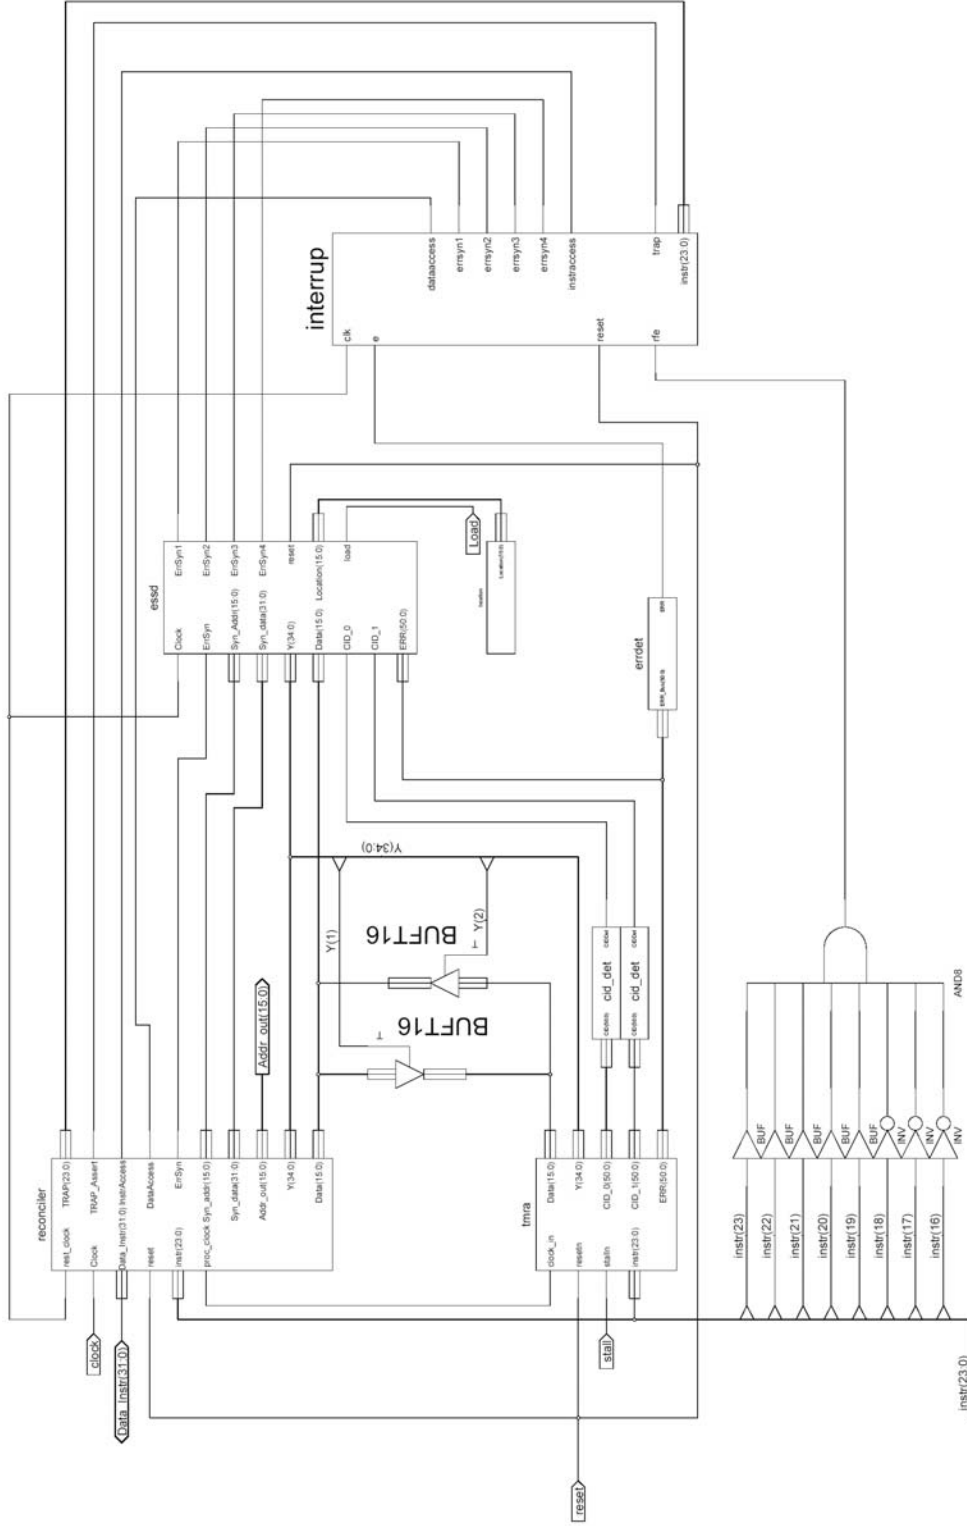 reconciler
rest_clock
TRAP(23:0)
Clock
TRAP_Assert
Data_Instr(31:0)
InstrAccess
reset
DataAccess
instr(23:0)
ErrSyn
proc_clock
Syn_addr(15:0)
Syn_data(31:0)
Addr_out(15:0)
Y(34:0)
Data(15:0)
clock
Data_Instr(31:0)
Addr_out(15:0)
essd
Clock
ErrSyn1
ErrSyn
ErrSyn2
Syn_Addr(15:0)
ErrSyn3
Syn_data(31:0)
ErrSyn4
Y(34:0)
reset
Data(15:0)
Location(15:0)
CID_0
load
CID_1
ERR(50:0)
Load
location
Location(15:0)
interrup
clk
e
reset
rfe
dataaccess
errsyn1
errsyn2
errsyn3
errsyn4
instraccess
trap
instr(23:0)
Y(34:0)
Y(1)
Y(2)
BUFT16
T
BUFT16
T
tmra
clock_in
Data(15:0)
resetn
Y(34:0)
stalln
CID_0(50:0)
instr(23:0)
CID_1(50:0)
ERR(50:0)
cid_det
cid_det
errdet
ERR
stall
reset
instr(23)
BUF
instr(22)
BUF
instr(21)
BUF
instr(20)
BUF
instr(19)
BUF
instr(18)
INV
instr(17)
INV
instr(16)
INV
AND8
instr(23:0)